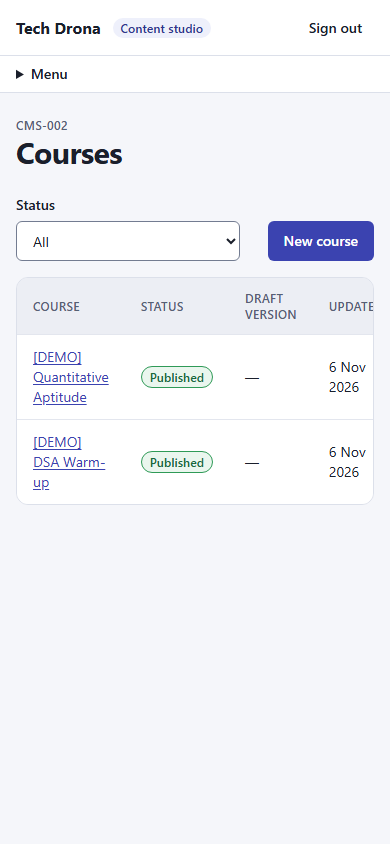 Tech Drona Content studio Sign out
Menu
CMS-002
Courses
Status
All New course
COURSE STATUS DRAFT VERSION UPDATE
[DEMO] Quantitative Aptitude Published — 6 Nov 2026
[DEMO] DSA Warm-up Published — 6 Nov 2026